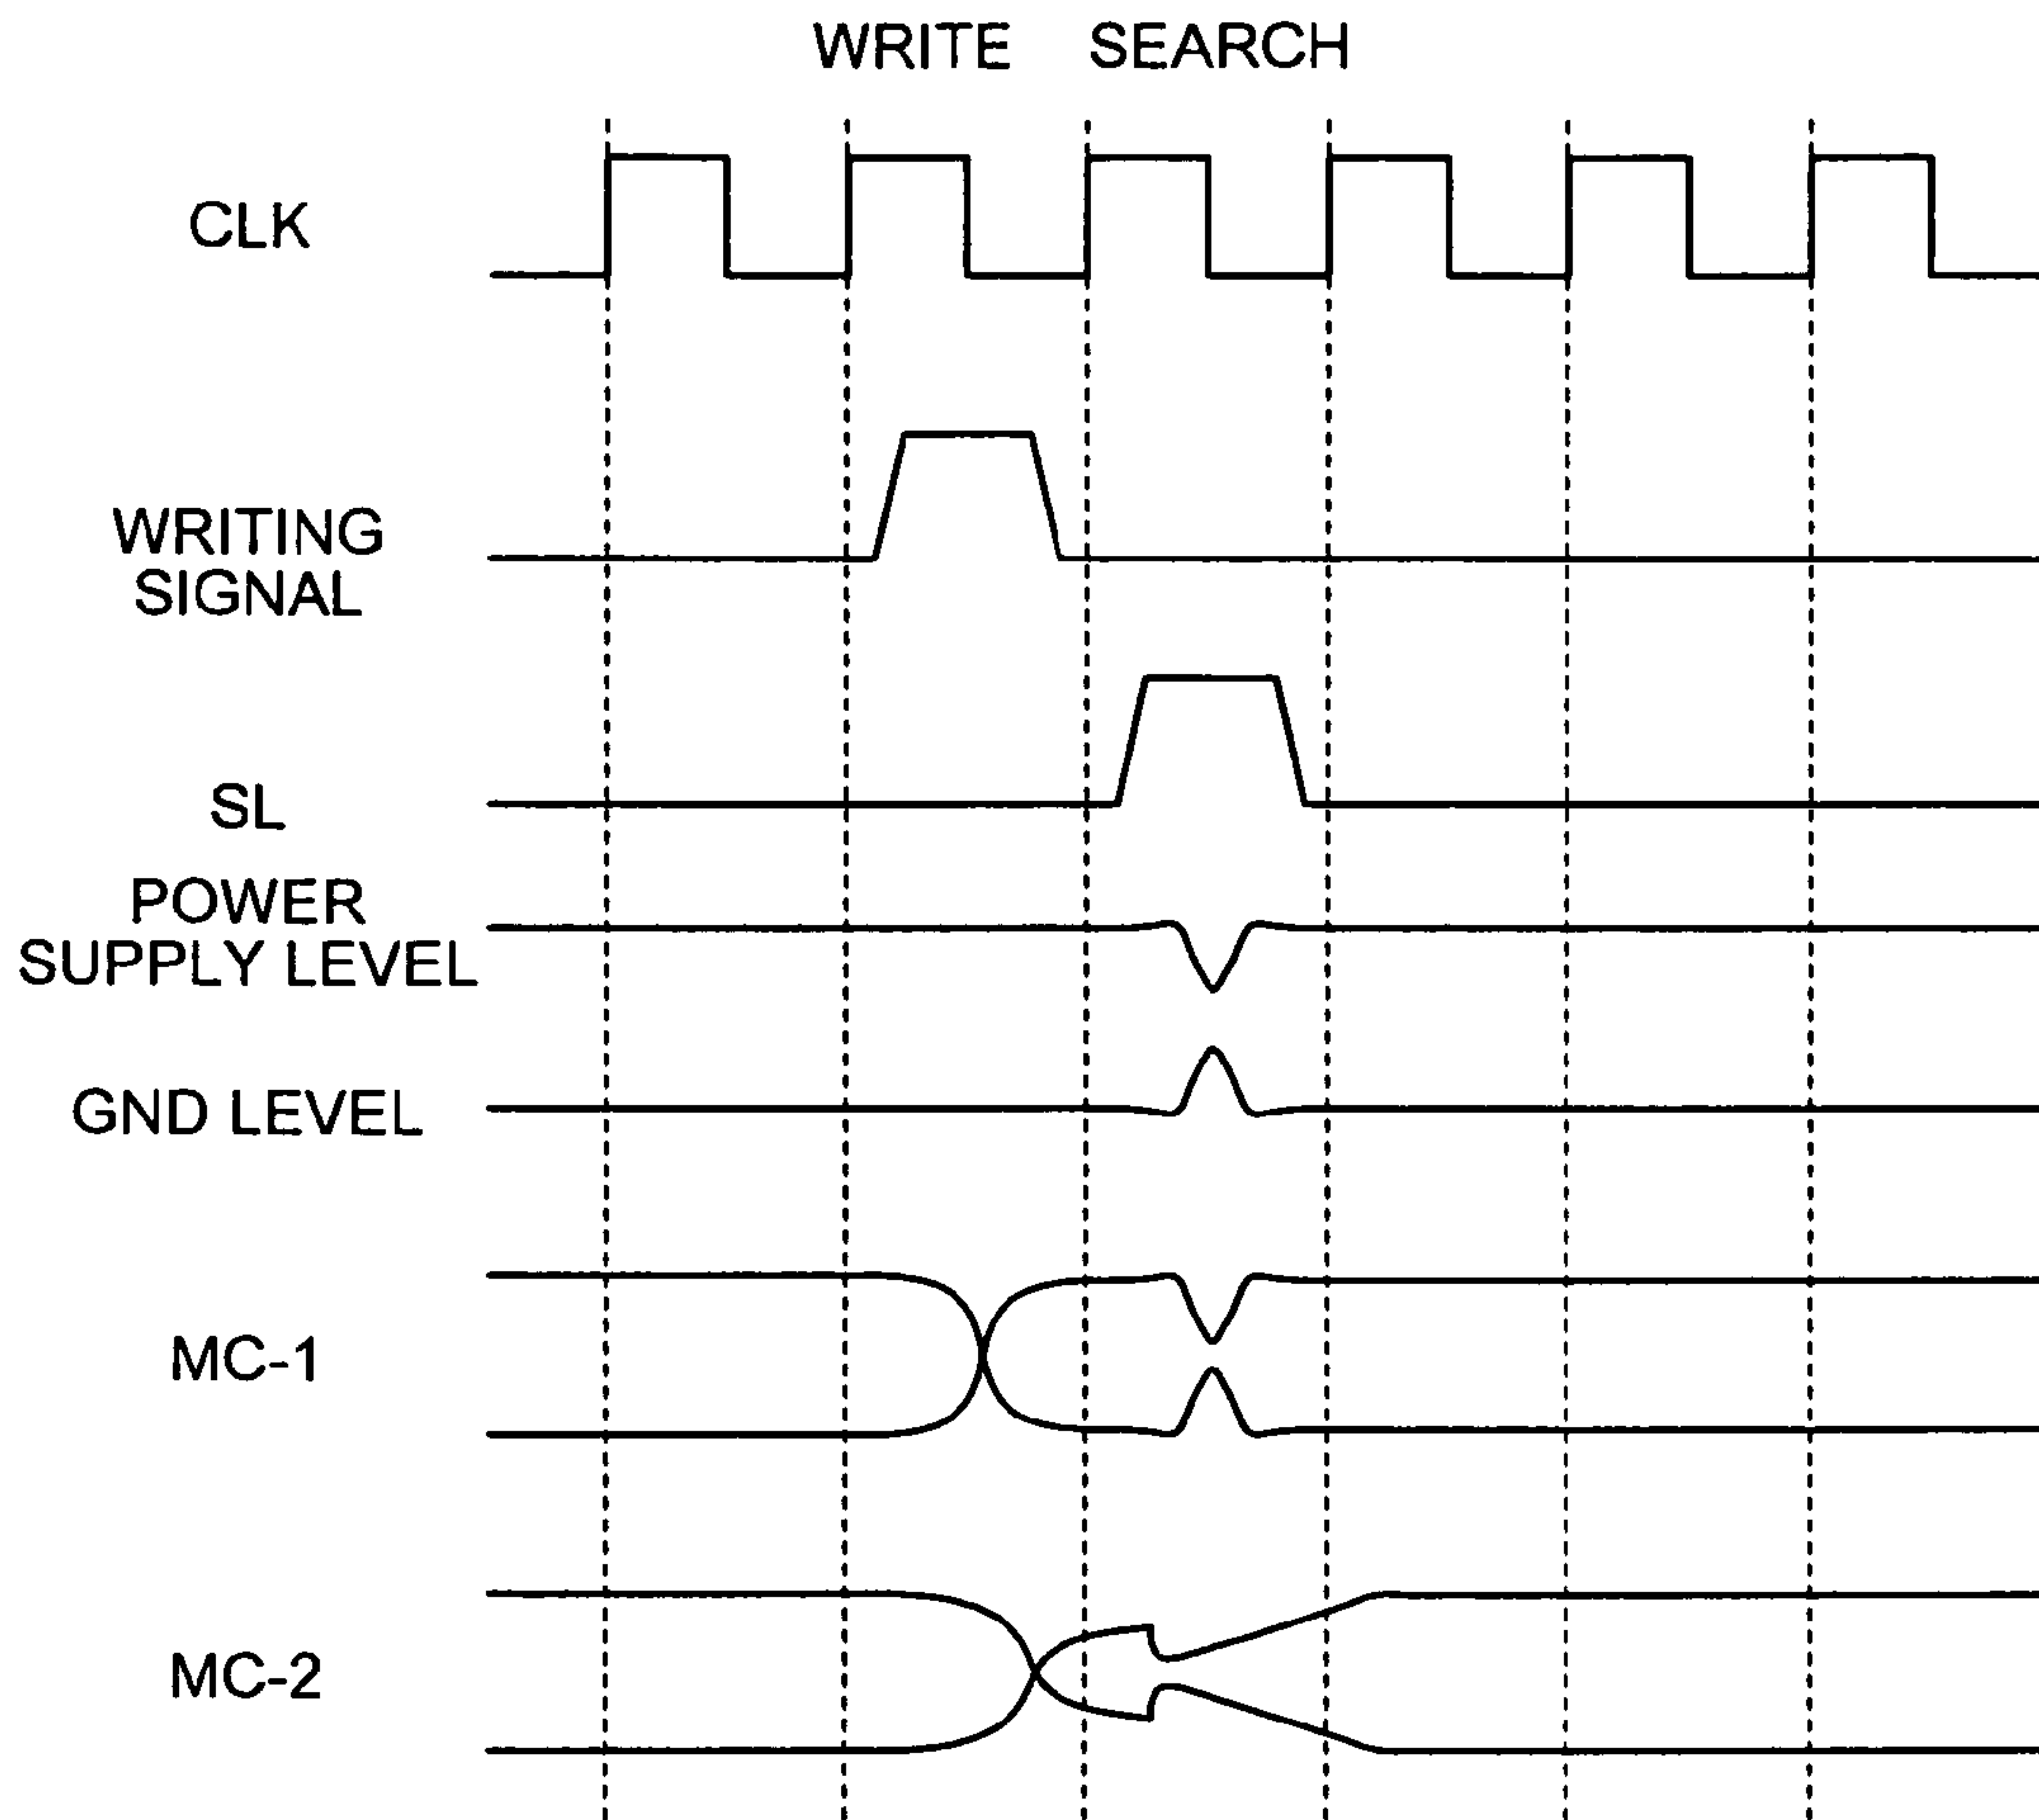 WRITE SEARCH
CLK
WRITING
SIGNAL
SL
POWER
SUPPLY LEVEL
GND LEVEL
MC-1
MC-2